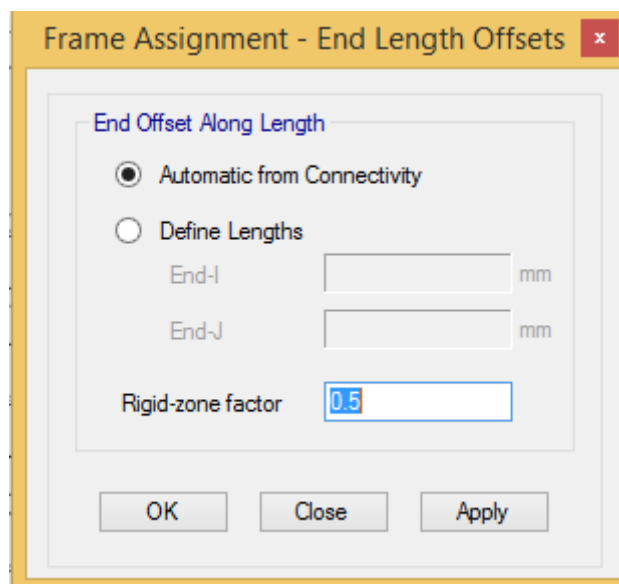 Frame Assignment - End Length Offsets x
End Offset Along Length
Automatic from Connectivity
Define Lengths
End-I mm
End-J mm
Rigid-zone factor 0.5
OK Close Apply